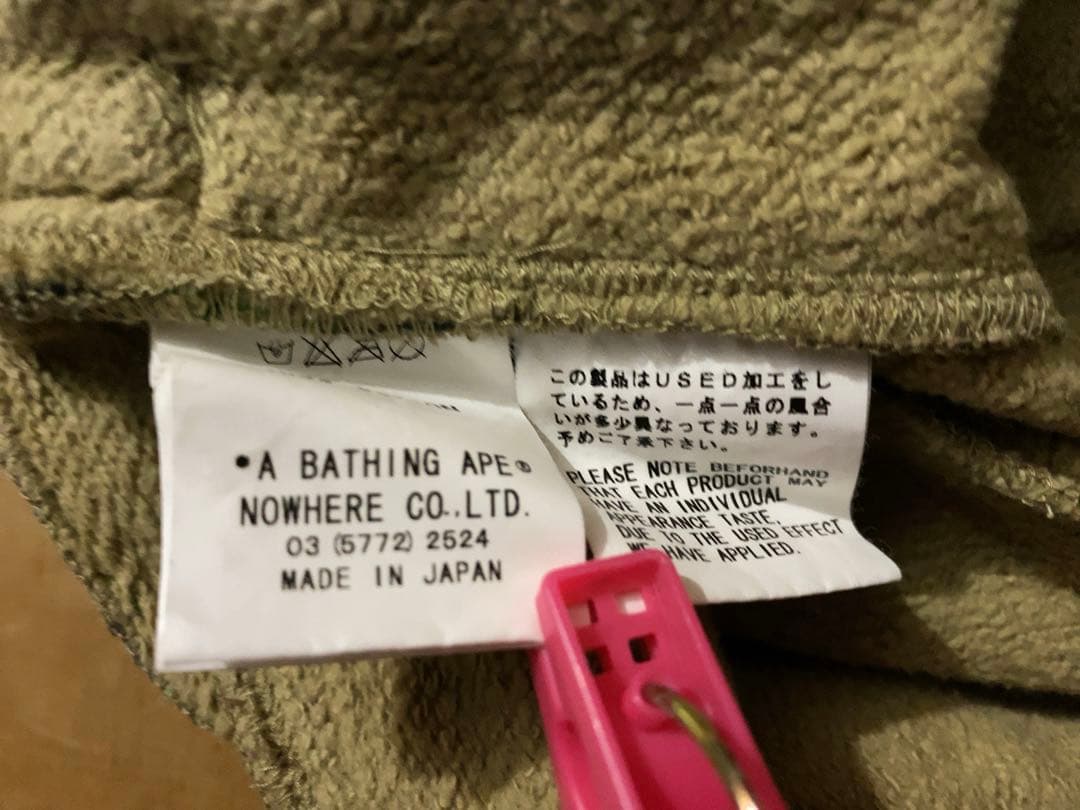 •A BATHING APE®
NOWHERE CO.,LTD.
03 (5772) 2524
MADE IN JAPAN
この製品はUSED加工をし
ているため、一点一点の風合
いが多少異なっております。
予めご了承下さい。
PLEASE NOTE BEFORHAND
THAT EACH PRODUCT MAY
HAVE AN INDIVIOUAL
APPEARANCE TASTE.
DUE TO THE USED EFFECT
WE HAVE APPLIED.